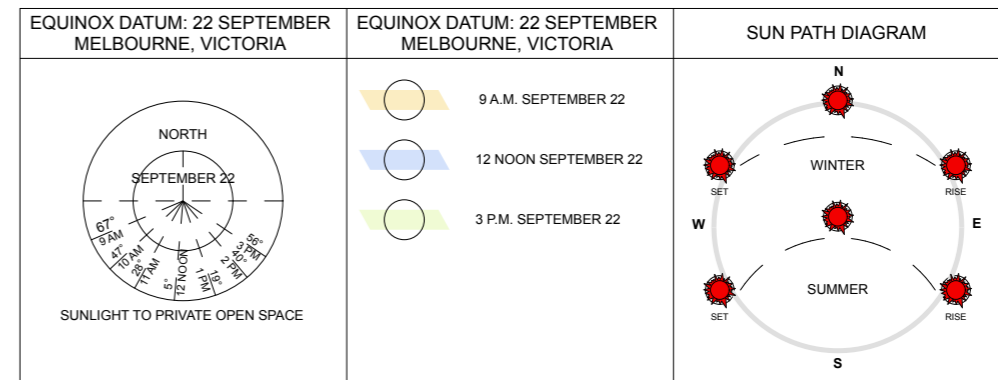 EQUINOX DATUM: 22 SEPTEMBER
MELBOURNE, VICTORIA
NORTH
SEPTEMBER 22
67°
9 AM
47°
10 AM
28°
11 AM
5°
12 NOON
19°
1 PM
40°
2 PM
56°
3 PM
SUNLIGHT TO PRIVATE OPEN SPACE
EQUINOX DATUM: 22 SEPTEMBER
MELBOURNE, VICTORIA
9 A.M. SEPTEMBER 22
12 NOON SEPTEMBER 22
3 P.M. SEPTEMBER 22
SUN PATH DIAGRAM
N
WINTER
SET
RISE
W
E
SUMMER
SET
RISE
S